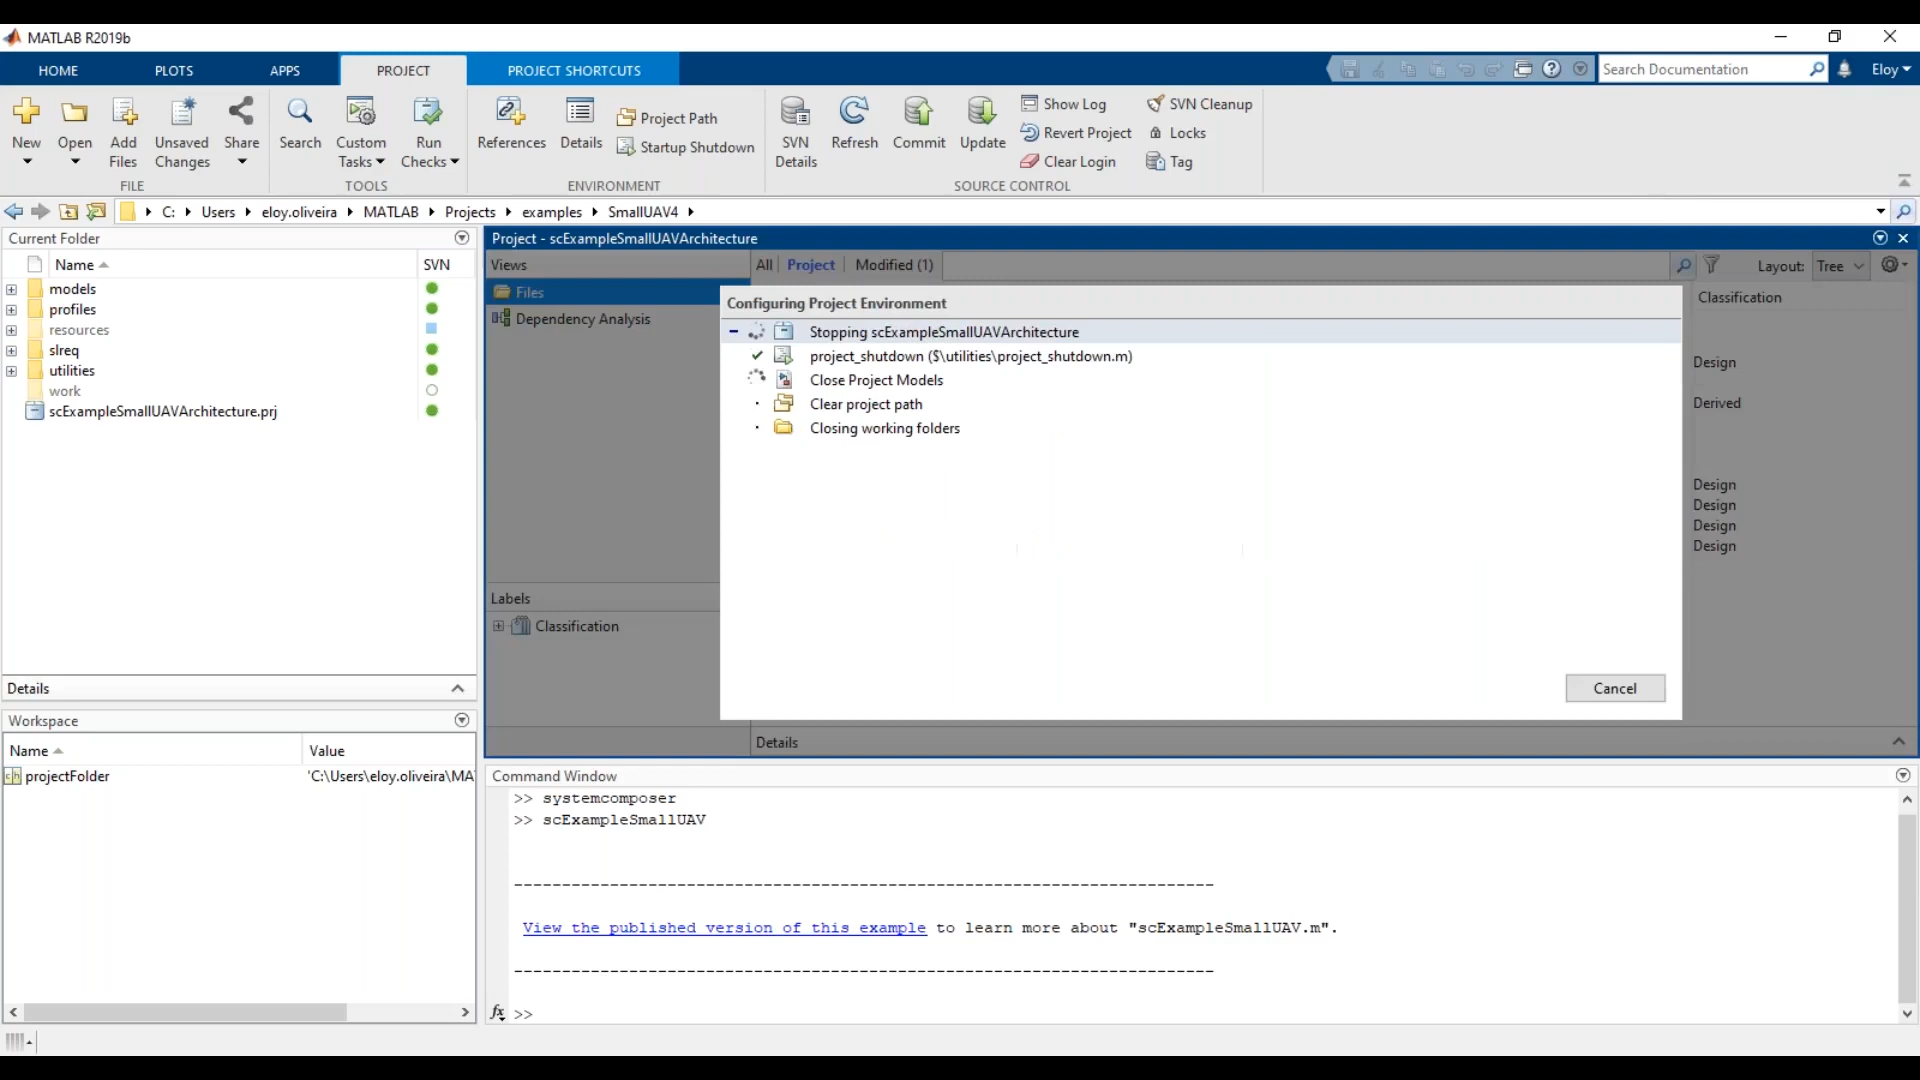 MATLAB R2019b
HOME PLOTS APPS PROJECT PROJECT SHORTCUTS Search Documentation Eloy
New Open Add Files Unsaved Changes Share Search Custom Tasks Run Checks References Details Project Path Startup Shutdown SVN Details Refresh Commit Update Show Log Revert Project Clear Login SVN Cleanup Locks Tag
FILE TOOLS ENVIRONMENT SOURCE CONTROL
C: Users eloy.oliveira MATLAB Projects examples SmallUAV4
Current Folder
Name SVN
models
profiles
resources
slreq
utilities
work
scExampleSmallUAVArchitecture.prj
Details
Workspace
Name Value
projectFolder 'C:\Users\eloy.oliveira\MA
Project - scExampleSmallUAVArchitecture
Views All Project Modified (1) Layout: Tree
Files
Dependency Analysis
Labels
Classification
Configuring Project Environment
Stopping scExampleSmallUAVArchitecture
project_shutdown ($\utilities\project_shutdown.m)
Close Project Models
Clear project path
Closing working folders
Cancel
Classification
Design
Derived
Design
Design
Design
Design
Details
Command Window
>> systemcomposer
>> scExampleSmallUAV
--------------------------------------------------------------------------
View the published version of this example to learn more about "scExampleSmallUAV.m".
--------------------------------------------------------------------------
fx >>